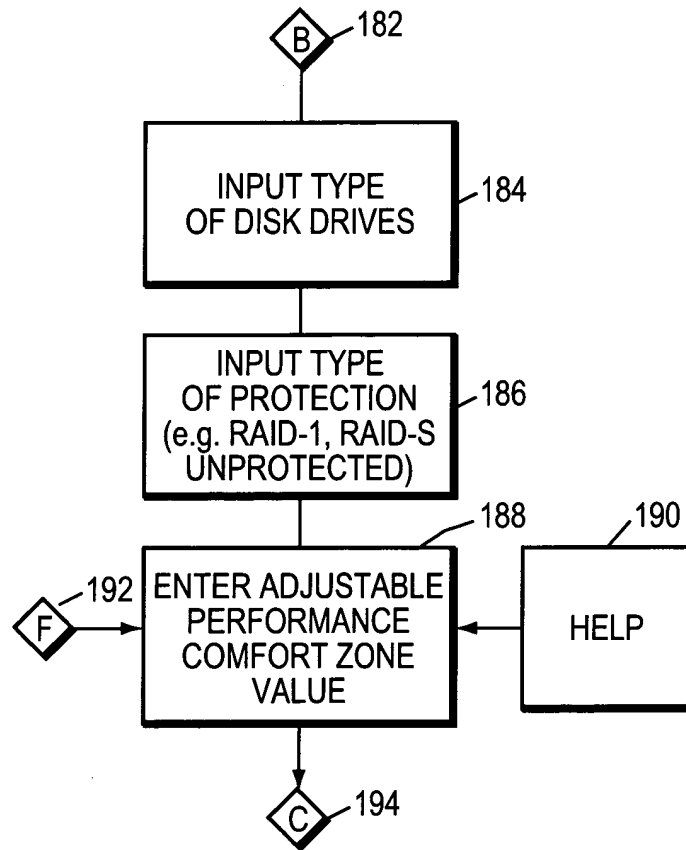 B
182
INPUT TYPE
OF DISK DRIVES
184
INPUT TYPE
OF PROTECTION
(e.g. RAID-1, RAID-S
UNPROTECTED)
186
188
190
F
192
ENTER ADJUSTABLE
PERFORMANCE
COMFORT ZONE
VALUE
HELP
C
194